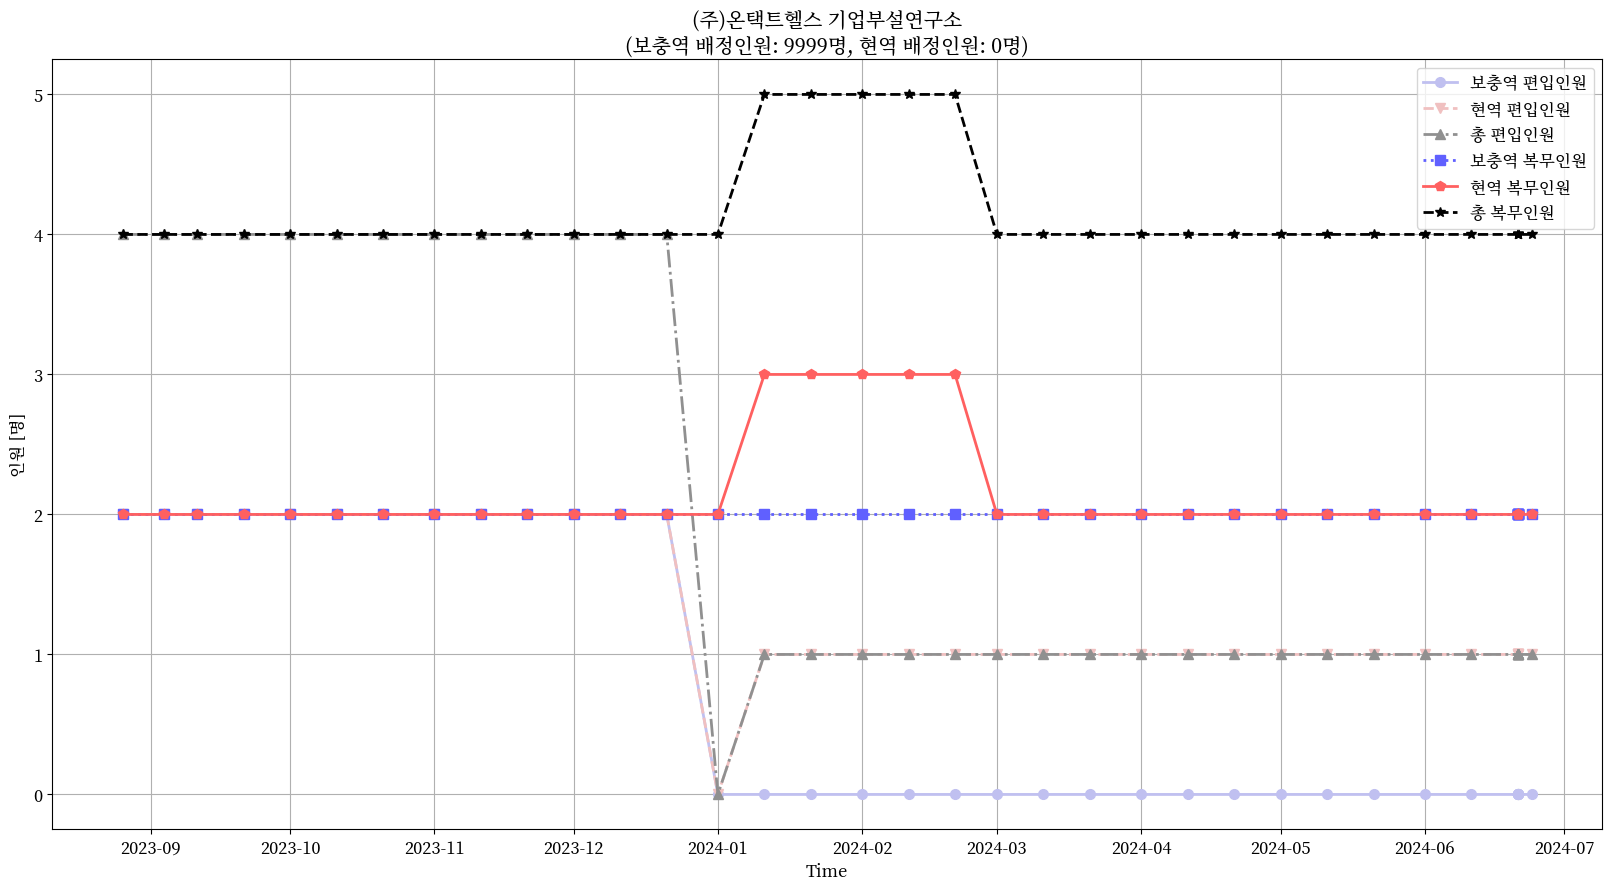 (주)온택트헬스 기업부설연구소
(보충역 배정인원: 9999명, 현역 배정인원: 0명)
보충역 편입인원
현역 편입인원
총 편입인원
보충역 복무인원
현역 복무인원
총 복무인원
인원 [명]
5
4
3
2
1
0
2023-09 2023-10 2023-11 2023-12 2024-01 2024-02 2024-03 2024-04 2024-05 2024-06 2024-07
Time